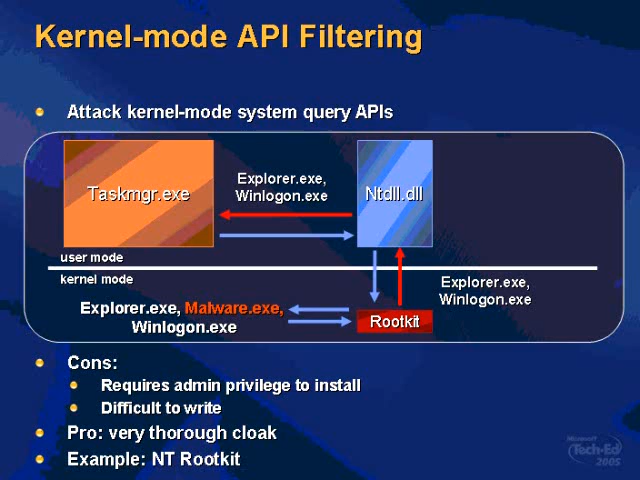 Kernel-mode API Filtering
Attack kernel-mode system query APIs
Taskmgr.exe
Explorer.exe,
Winlogon.exe
Ntdll.dll
user mode
kernel mode
Explorer.exe,
Winlogon.exe
Explorer.exe, Malware.exe,
Winlogon.exe
Rootkit
Cons:
Requires admin privilege to install
Difficult to write
Pro: very thorough cloak
Example: NT Rootkit
Microsoft
Tech·Ed
2005